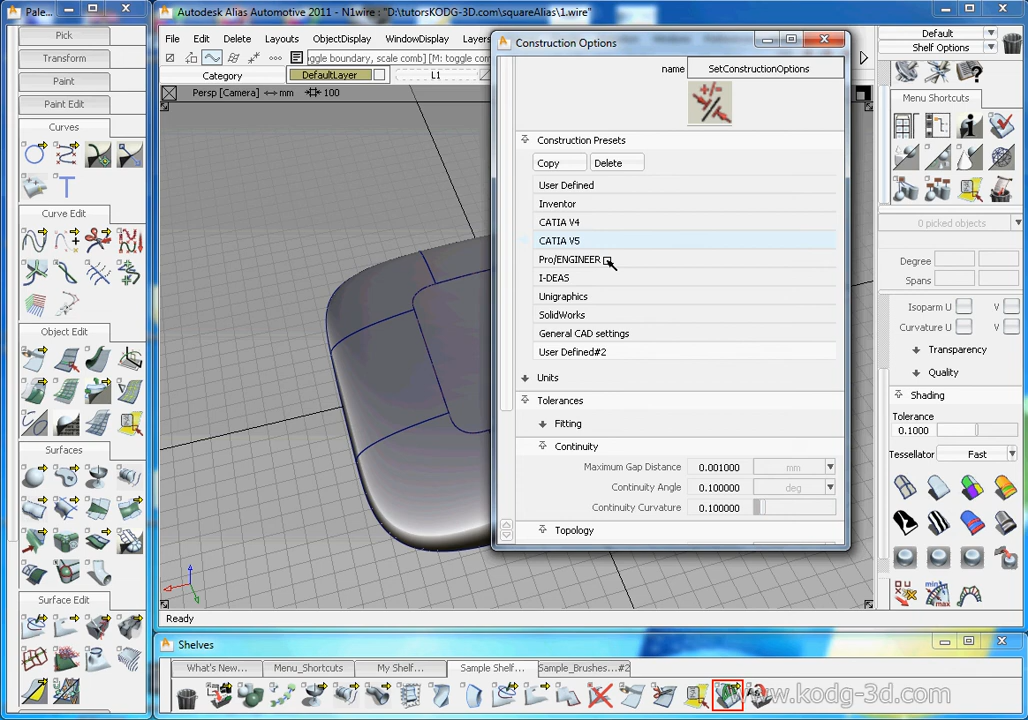 Pale...
Pick
Transform
Paint
Paint Edit
Curves
Curve Edit
Object Edit
Surfaces
Surface Edit
Autodesk Alias Automotive 2011 - N1wire : "D:\tutorsKODG-3D.com\squareAlias\1.wire"
File Edit Delete Layouts ObjectDisplay WindowDisplay Layers
oggle boundary, scale comb] [M: toggle com
Category DefaultLayer L1
Persp [Camera] mm 100
Ready
Construction Options
name SetConstructionOptions
Construction Presets
Copy Delete
User Defined
Inventor
CATIA V4
CATIA V5
Pro/ENGINEER
I-DEAS
Unigraphics
SolidWorks
General CAD settings
User Defined#2
Units
Tolerances
Fitting
Continuity
Maximum Gap Distance 0.001000 mm
Continuity Angle 0.100000 deg
Continuity Curvature 0.100000
Topology
Default
Shelf Options
Menu Shortcuts
0 picked objects
Degree
Spans
Isoparm U V
Curvature U V
Transparency
Quality
Shading
Tolerance
0.1000
Tessellator Fast
Shelves
What's New... Menu_Shortcuts My Shelf... Sample Shelf... Sample_Brushes...#2
www.kodg-3d.com